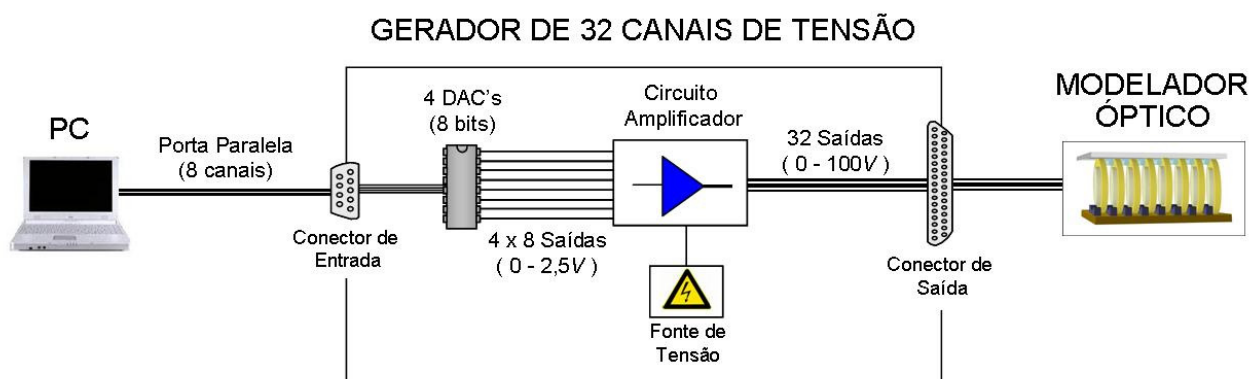 GERADOR DE 32 CANAIS DE TENSÃO
PC
Porta Paralela
(8 canais)
Conector de
Entrada
4 DAC's
(8 bits)
4 x 8 Saídas
( 0 - 2,5V )
Circuito
Amplificador
Fonte de
Tensão
32 Saídas
( 0 - 100V )
Conector de
Saída
MODELADOR
ÓPTICO